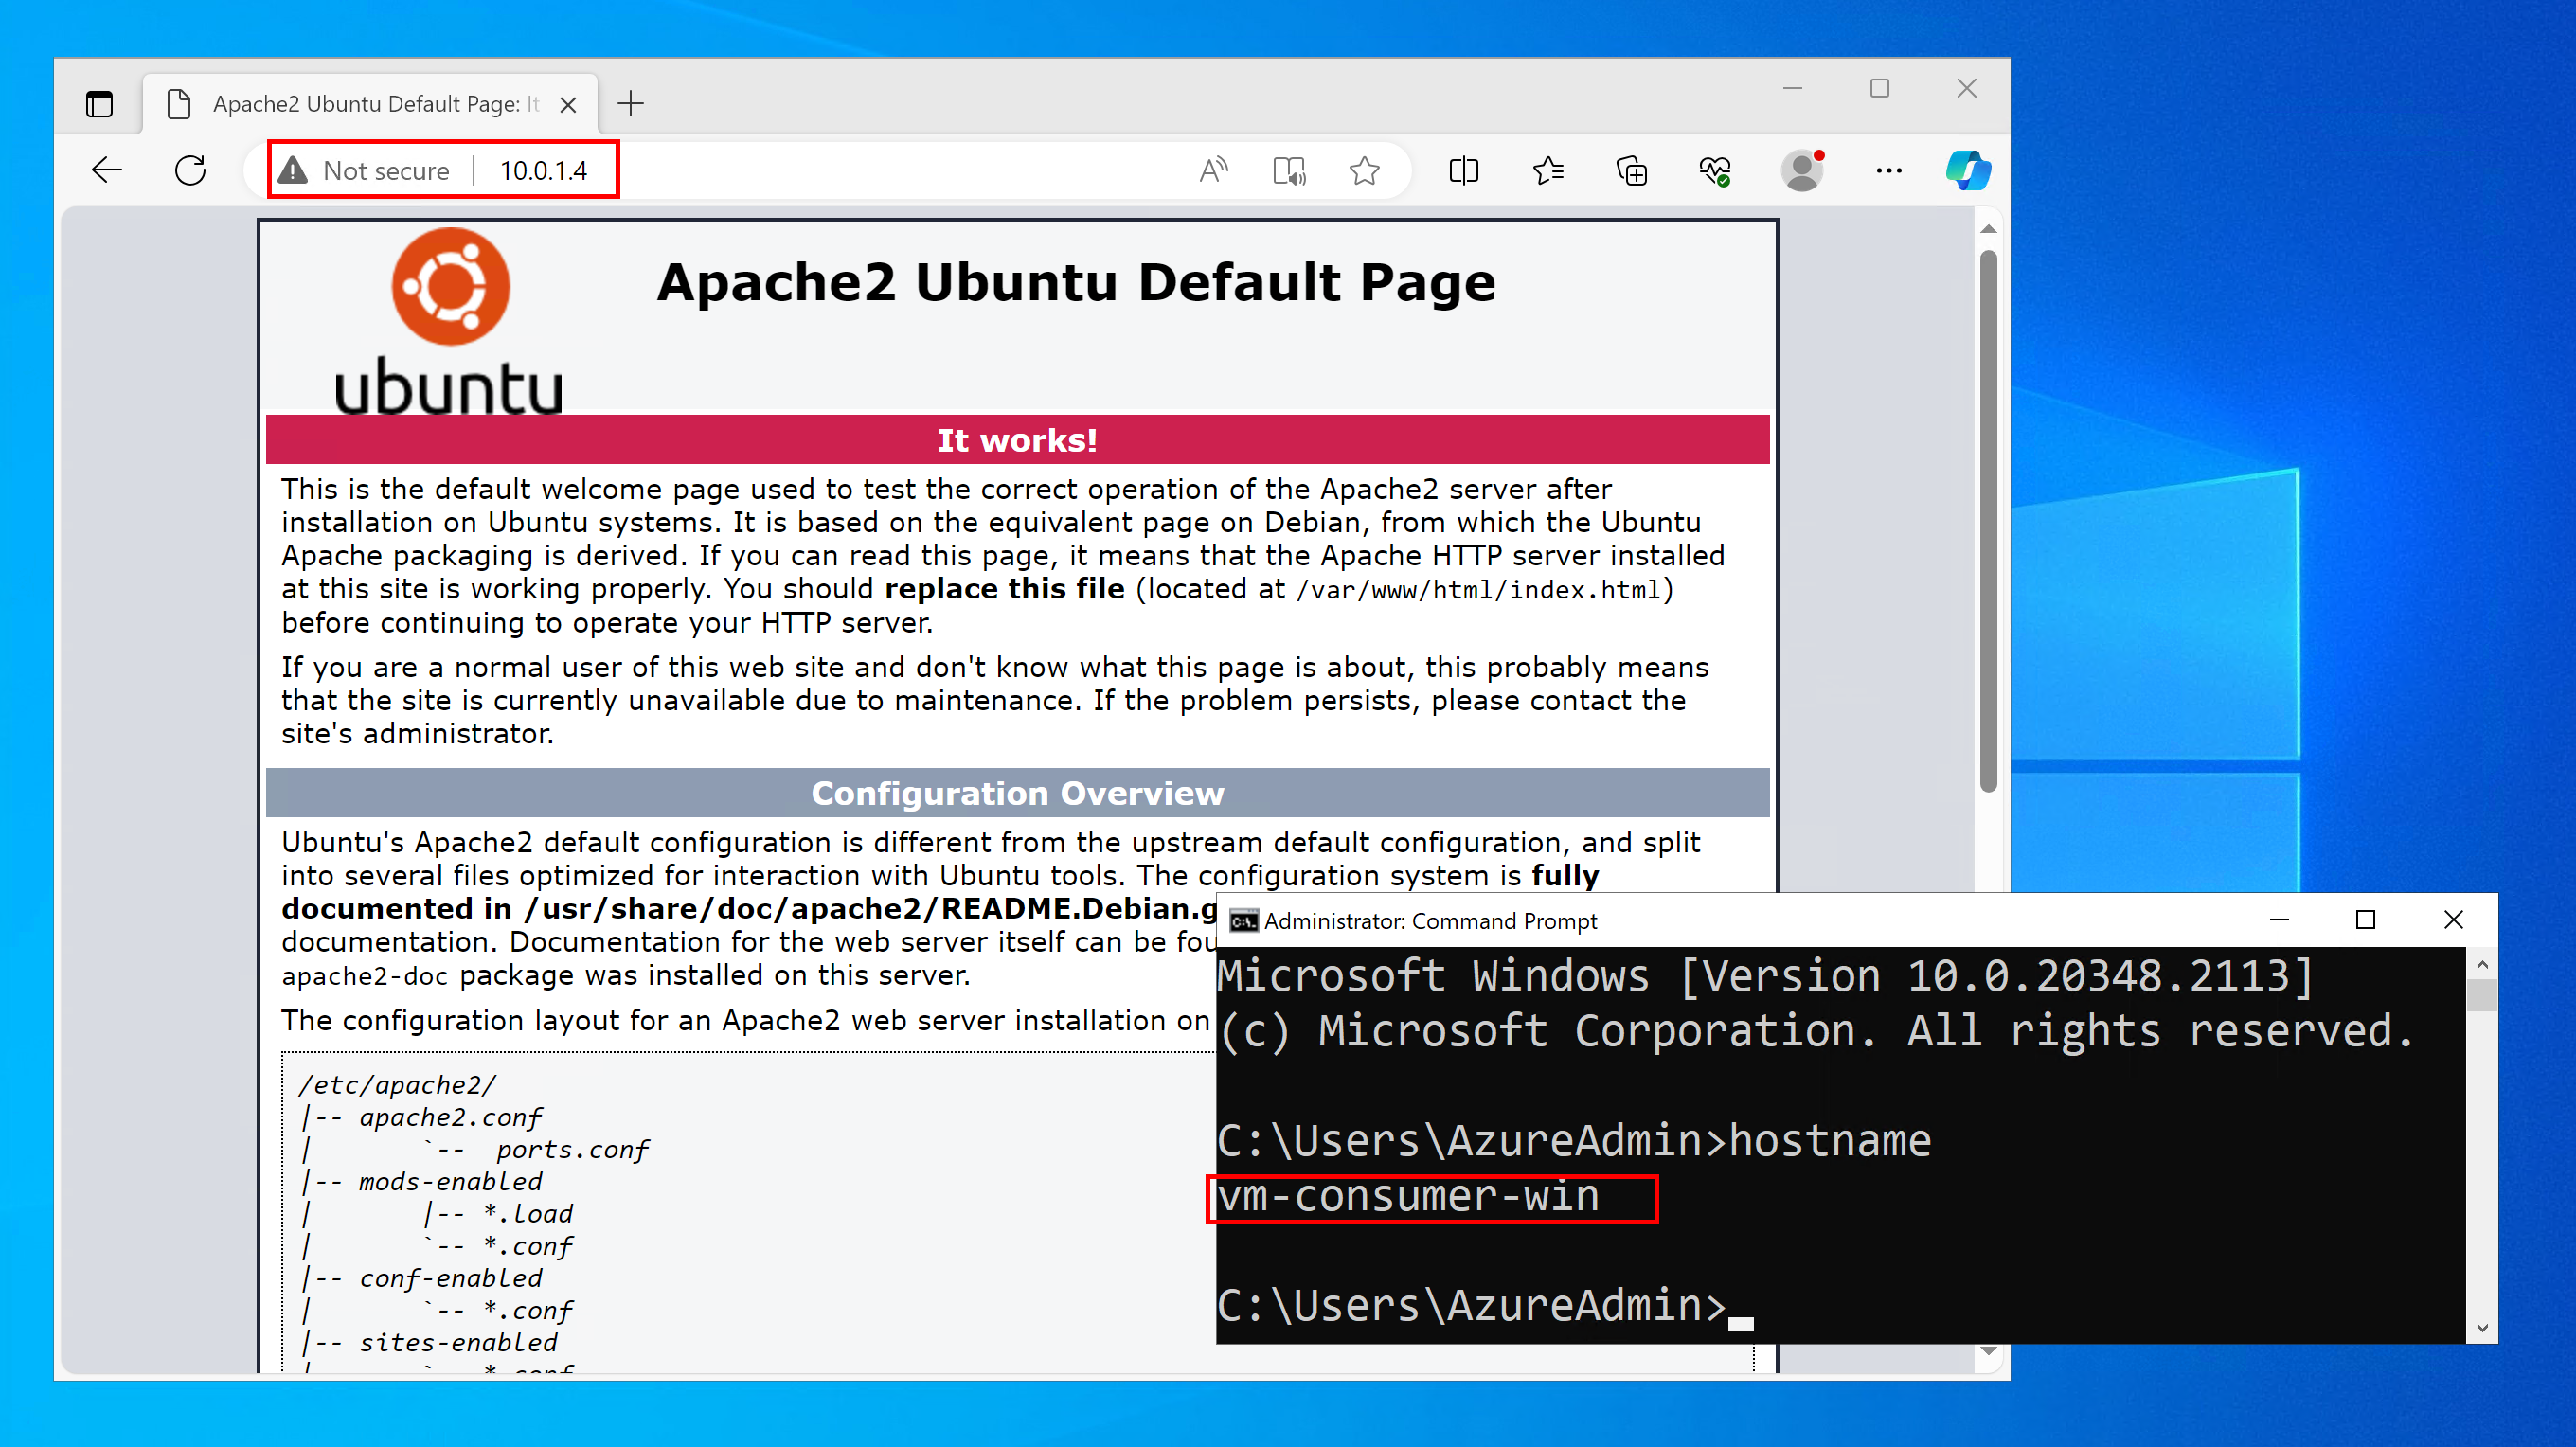 Apache2 Ubuntu Default Page: It
Not secure | 10.0.1.4
ubuntu
Apache2 Ubuntu Default Page
It works!
This is the default welcome page used to test the correct operation of the Apache2 server after
installation on Ubuntu systems. It is based on the equivalent page on Debian, from which the Ubuntu
Apache packaging is derived. If you can read this page, it means that the Apache HTTP server installed
at this site is working properly. You should replace this file (located at /var/www/html/index.html)
before continuing to operate your HTTP server.
If you are a normal user of this web site and don't know what this page is about, this probably means
that the site is currently unavailable due to maintenance. If the problem persists, please contact the
site's administrator.
Configuration Overview
Ubuntu's Apache2 default configuration is different from the upstream default configuration, and split
into several files optimized for interaction with Ubuntu tools. The configuration system is fully
documented in /usr/share/doc/apache2/README.Debian.g
documentation. Documentation for the web server itself can be fou
apache2-doc package was installed on this server.
The configuration layout for an Apache2 web server installation on
/etc/apache2/
|-- apache2.conf
|       `--  ports.conf
|-- mods-enabled
|       |-- *.load
|       `-- *.conf
|-- conf-enabled
|       `-- *.conf
|-- sites-enabled
|       `-- *.conf
Administrator: Command Prompt
Microsoft Windows [Version 10.0.20348.2113]
(c) Microsoft Corporation. All rights reserved.
C:\Users\AzureAdmin>hostname
vm-consumer-win
C:\Users\AzureAdmin>